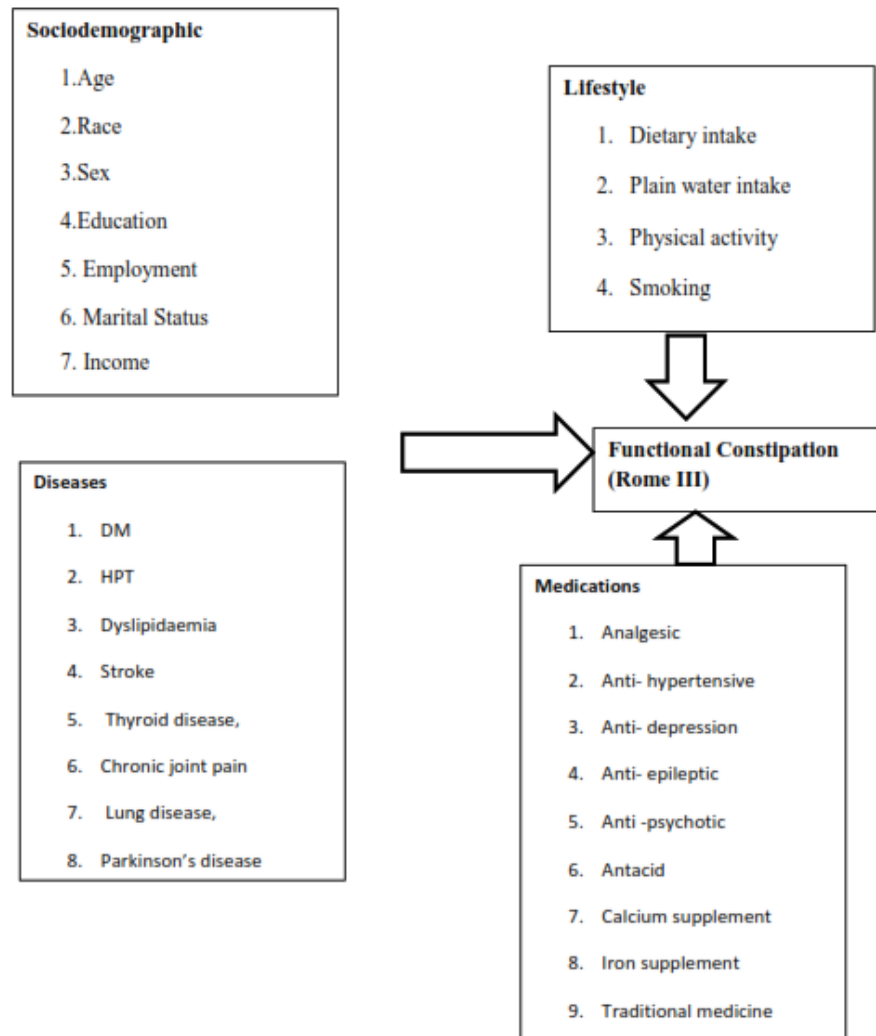 Sociodemographic
1.Age
2.Race
3.Sex
4.Education
5. Employment
6. Marital Status
7. Income
Lifestyle
1. Dietary intake
2. Plain water intake
3. Physical activity
4. Smoking
Functional Constipation
(Rome III)
Diseases
1. DM
2. HPT
3. Dyslipidaemia
4. Stroke
5. Thyroid disease,
6. Chronic joint pain
7. Lung disease,
8. Parkinson's disease
Medications
1. Analgesic
2. Anti- hypertensive
3. Anti- depression
4. Anti- epileptic
5. Anti -psychotic
6. Antacid
7. Calcium supplement
8. Iron supplement
9. Traditional medicine